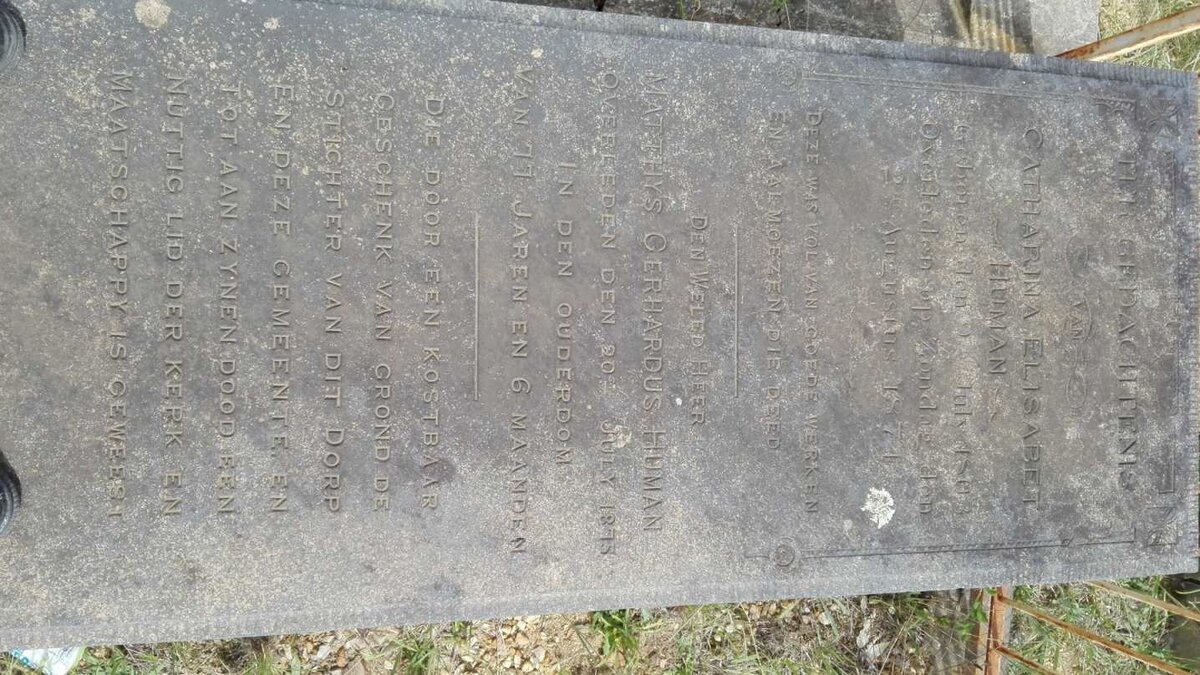 TER GEDACHTENIS
VAN
CATHARINA ELISABET
HUMAN
Overleden op Zondag den
Augustus 1874
DEZE WAS VOL VAN GOEDE WERKEN
EN AALMOEZEN DIE DEED
DEN WELED HEER
MATTHYS GERHARDUS HUMAN
OVERLEDEN DEN 20 JULY 1875
IN DEN OUDERDOM
VAN 77 JAREN EN 6 MAANDEN
DIE DOOR EEN KOSTBAAR
GESCHENK VAN GROND DE
STICHTER VAN DIT DORP
EN DEZE GEMEENTE, EN
TOT AAN ZYNEN DOOD EEN
NUTTIG LID DER KERK EN
MAATSCHAPPY IS GEWEEST